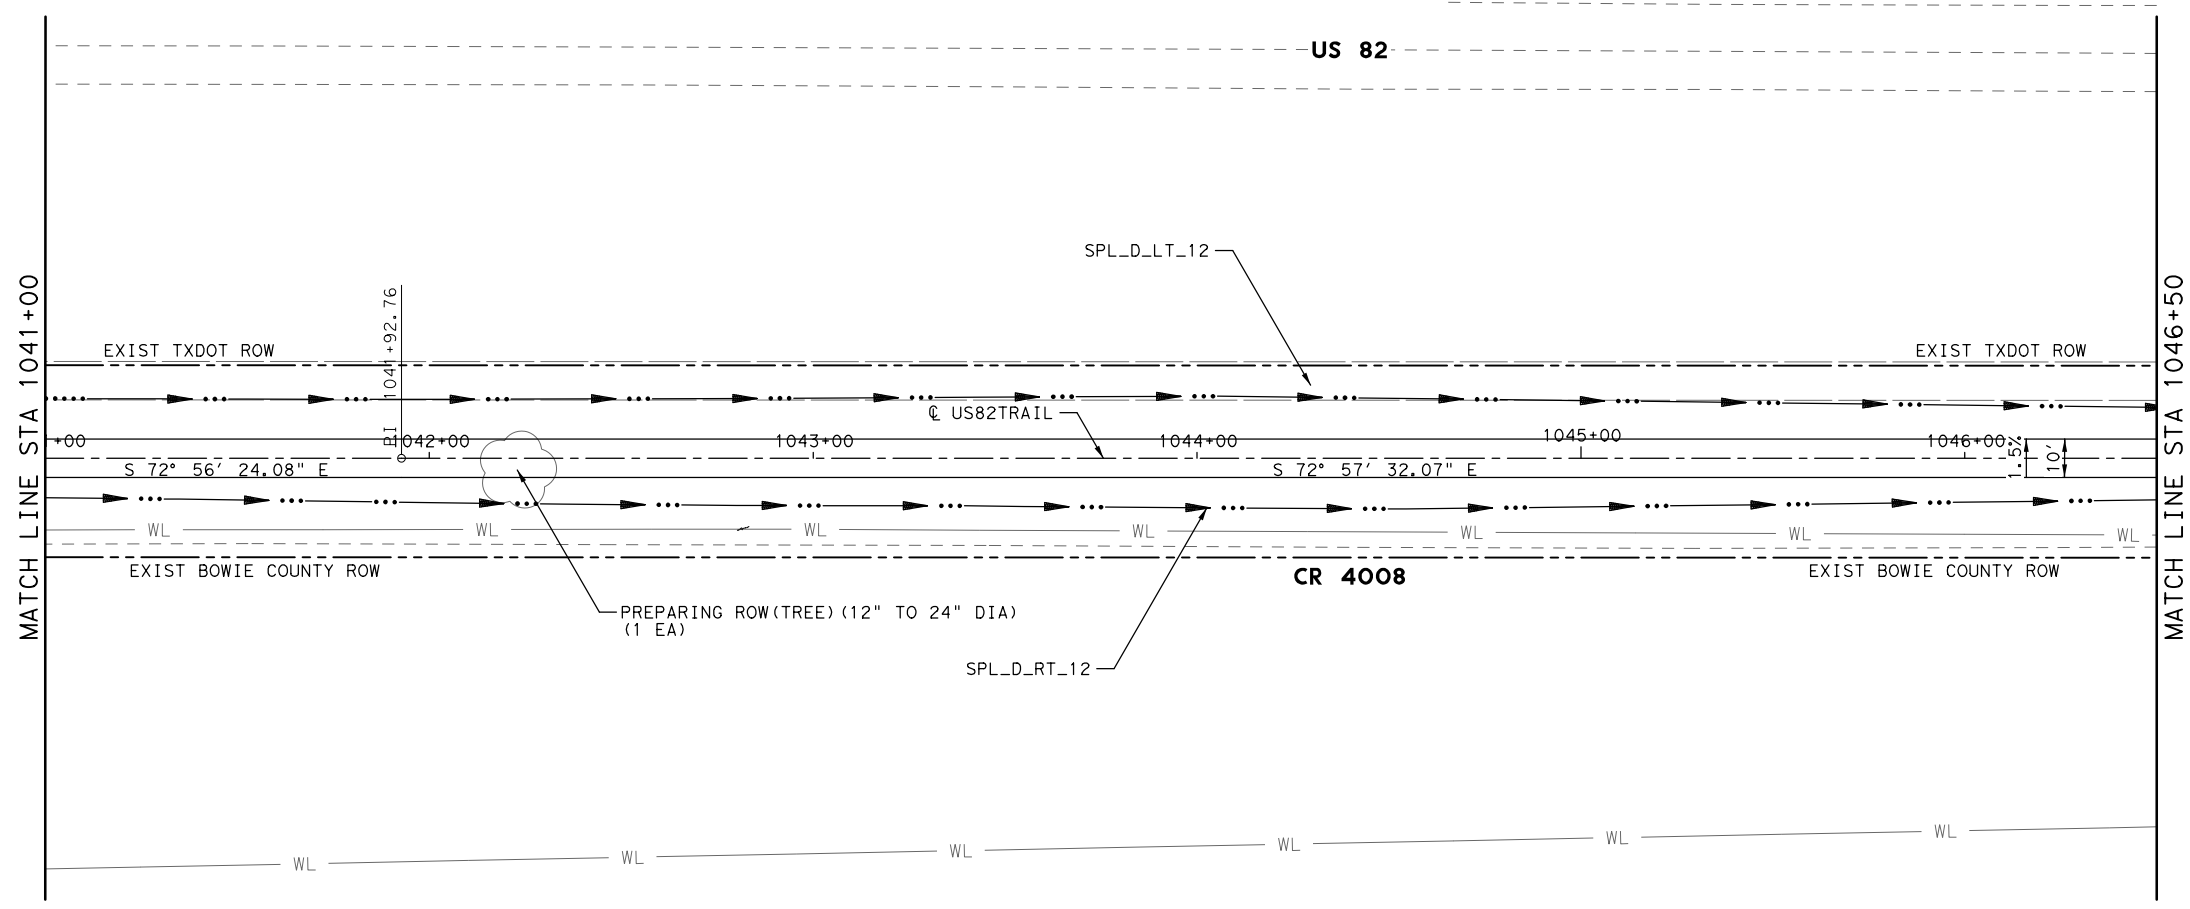 US 82
SPL_D_LT_12
MATCH LINE STA 1041+00
MATCH LINE STA 1046+50
PI 1041+92.76
EXIST TXDOT ROW
EXIST TXDOT ROW
℄ US82TRAIL
+00
1042+00
1043+00
1044+00
1045+00
1046+00
1.5%
10'
S 72° 56' 24.08" E
S 72° 57' 32.07" E
WL
WL
WL
WL
WL
WL
WL
EXIST BOWIE COUNTY ROW
CR 4008
EXIST BOWIE COUNTY ROW
PREPARING ROW(TREE)(12" TO 24" DIA)
(1 EA)
SPL_D_RT_12
WL
WL
WL
WL
WL
WL